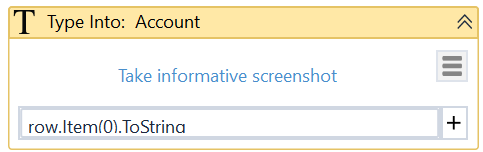 T Type Into: Account
Take informative screenshot
row.Item(0).ToString